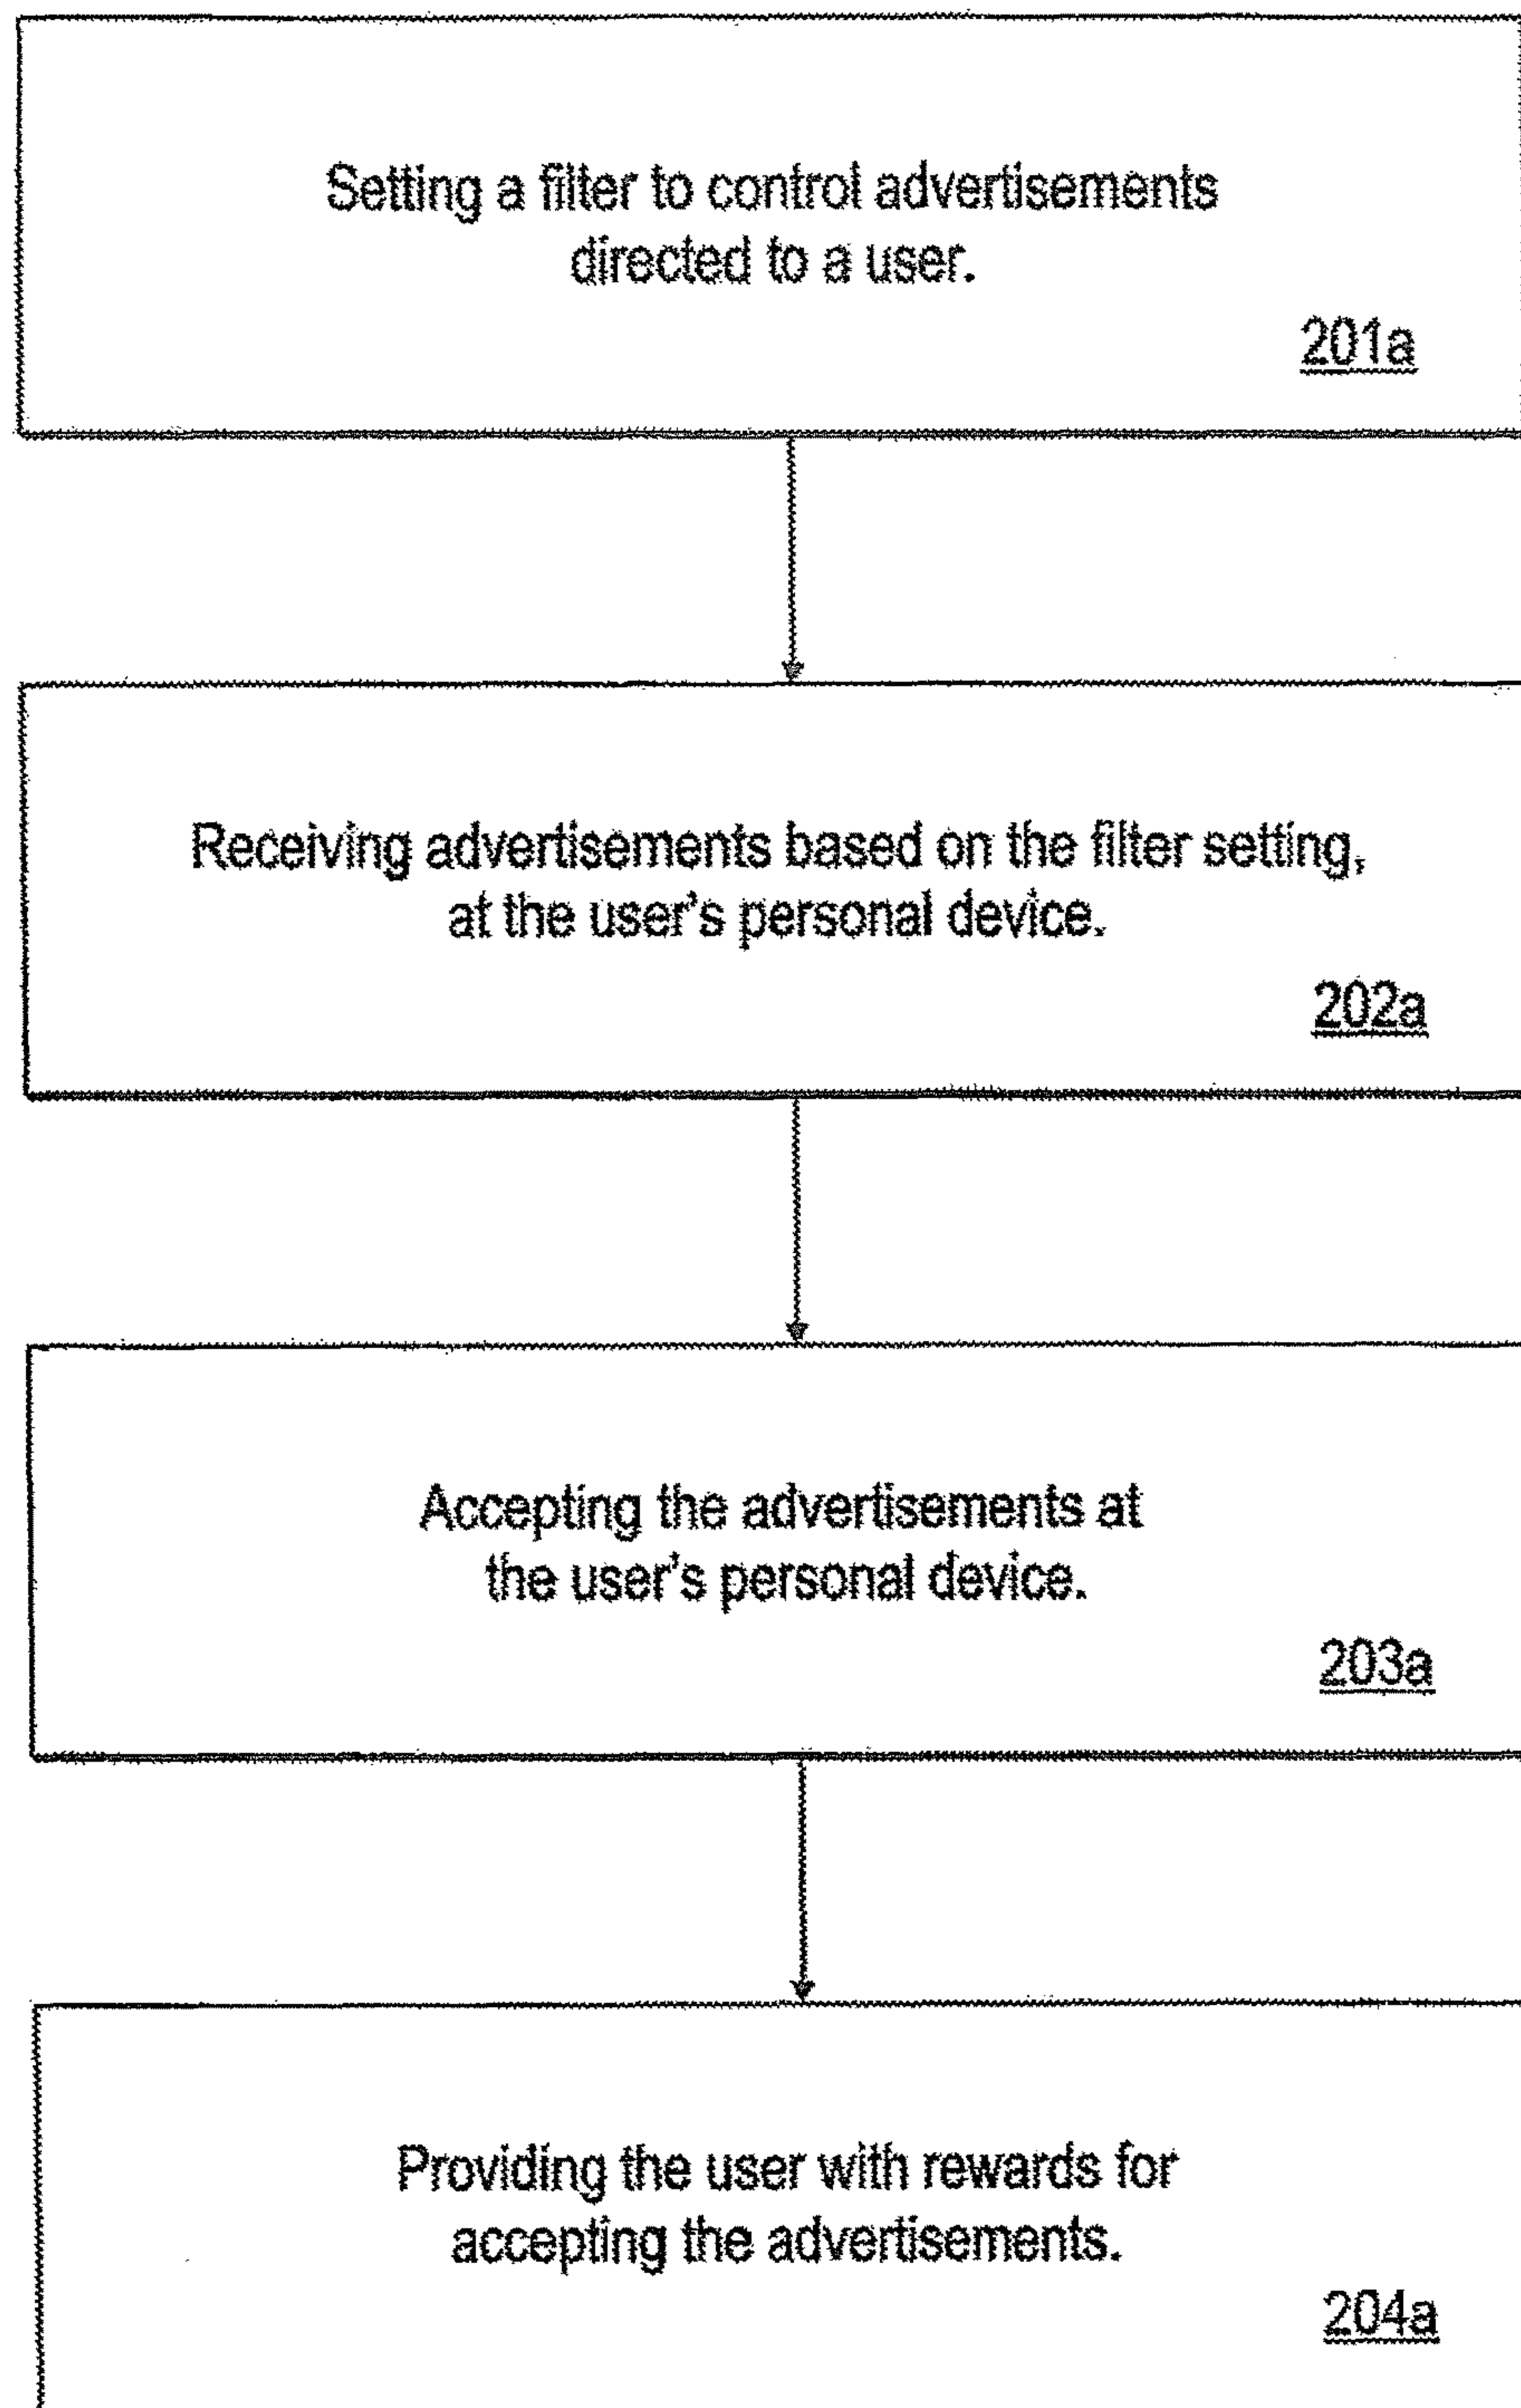 Setting a filter to control advertisements
directed to a user.
201a
Receiving advertisements based on the filter setting,
at the user's personal device.
202a
Accepting the advertisements at
the user's personal device.
203a
Providing the user with rewards for
accepting the advertisements.
204a